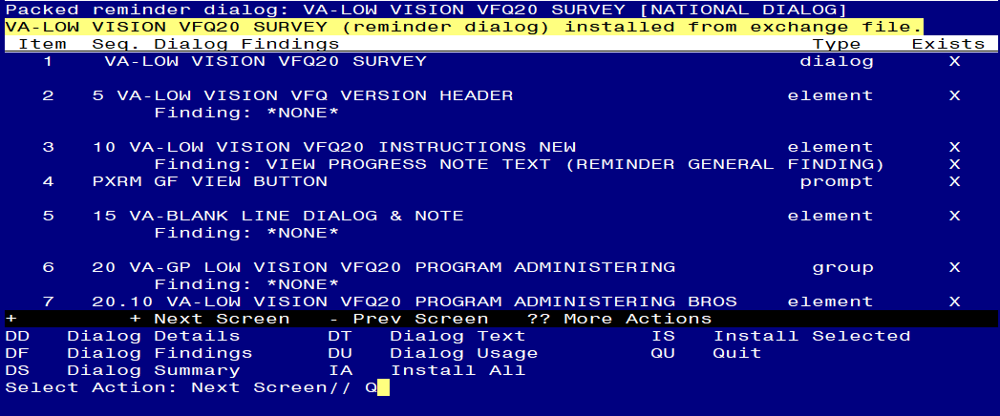 Packed reminder dialog: VA-LOW VISION VFQ20 SURVEY [NATIONAL DIALOG]
VA-LOW VISION VFQ20 SURVEY (reminder dialog) installed from exchange file.
Item Seq. Dialog Findings Type Exists
1 VA-LOW VISION VFQ20 SURVEY dialog X
2 5 VA-LOW VISION VFQ VERSION HEADER element X
Finding: *NONE*
3 10 VA-LOW VISION VFQ20 INSTRUCTIONS NEW element X
Finding: VIEW PROGRESS NOTE TEXT (REMINDER GENERAL FINDING) X
4 PXRM GF VIEW BUTTON prompt X
5 15 VA-BLANK LINE DIALOG & NOTE element X
Finding: *NONE*
6 20 VA-GP LOW VISION VFQ20 PROGRAM ADMINISTERING group X
Finding: *NONE*
7 20.10 VA-LOW VISION VFQ20 PROGRAM ADMINISTERING BROS element X
+ + Next Screen - Prev Screen ?? More Actions
DD Dialog Details DT Dialog Text IS Install Selected
DF Dialog Findings DU Dialog Usage QU Quit
DS Dialog Summary IA Install All
Select Action: Next Screen// Q